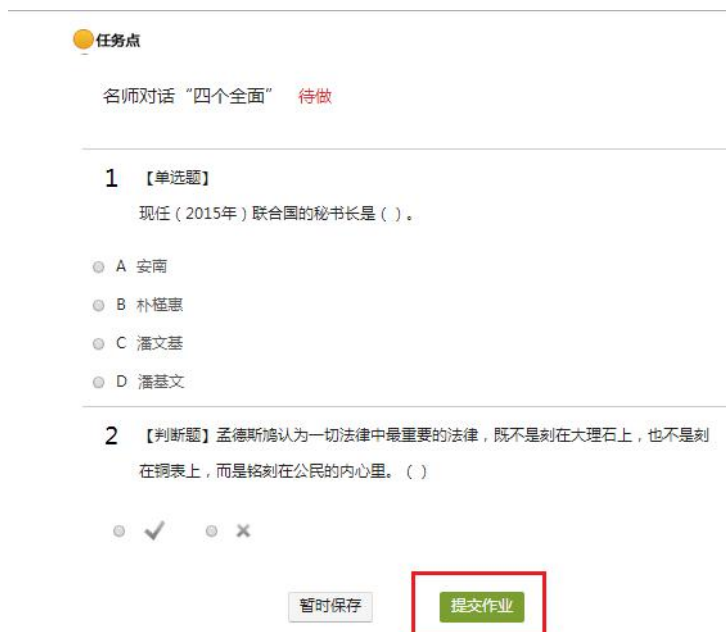 任务点
名师对话“四个全面” 待做
1 【单选题】
现任（2015年）联合国的秘书长是( )。
A 安南
B 朴槿惠
C 潘文基
D 潘基文
2 【判断题】孟德斯鸠认为一切法律中最重要的法律，既不是刻在大理石上，也不是刻
在铜表上，而是铭刻在公民的内心里。( )
暂时保存 提交作业